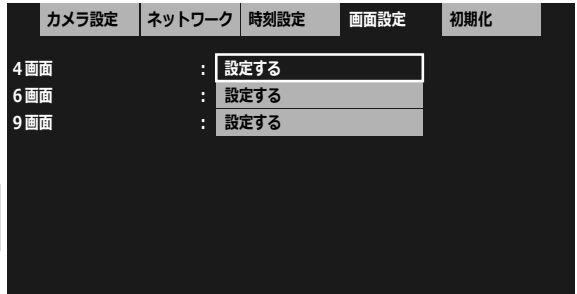 カメラ設定 ネットワーク 時刻設定 画面設定 初期化
4画面 : 設定する
6画面 : 設定する
9画面 : 設定する